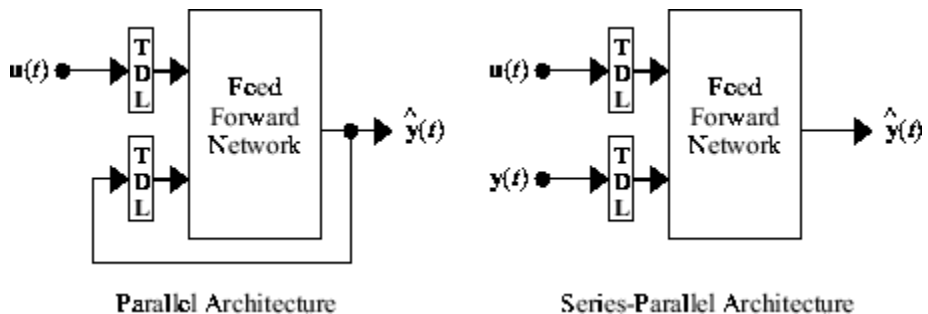 u(t)
T
D
L
Feed
Forward
Network
ŷ(t)
T
D
L
Parallel Architecture
u(t)
T
D
L
Feed
Forward
Network
ŷ(t)
y(t)
T
D
L
Series-Parallel Architecture